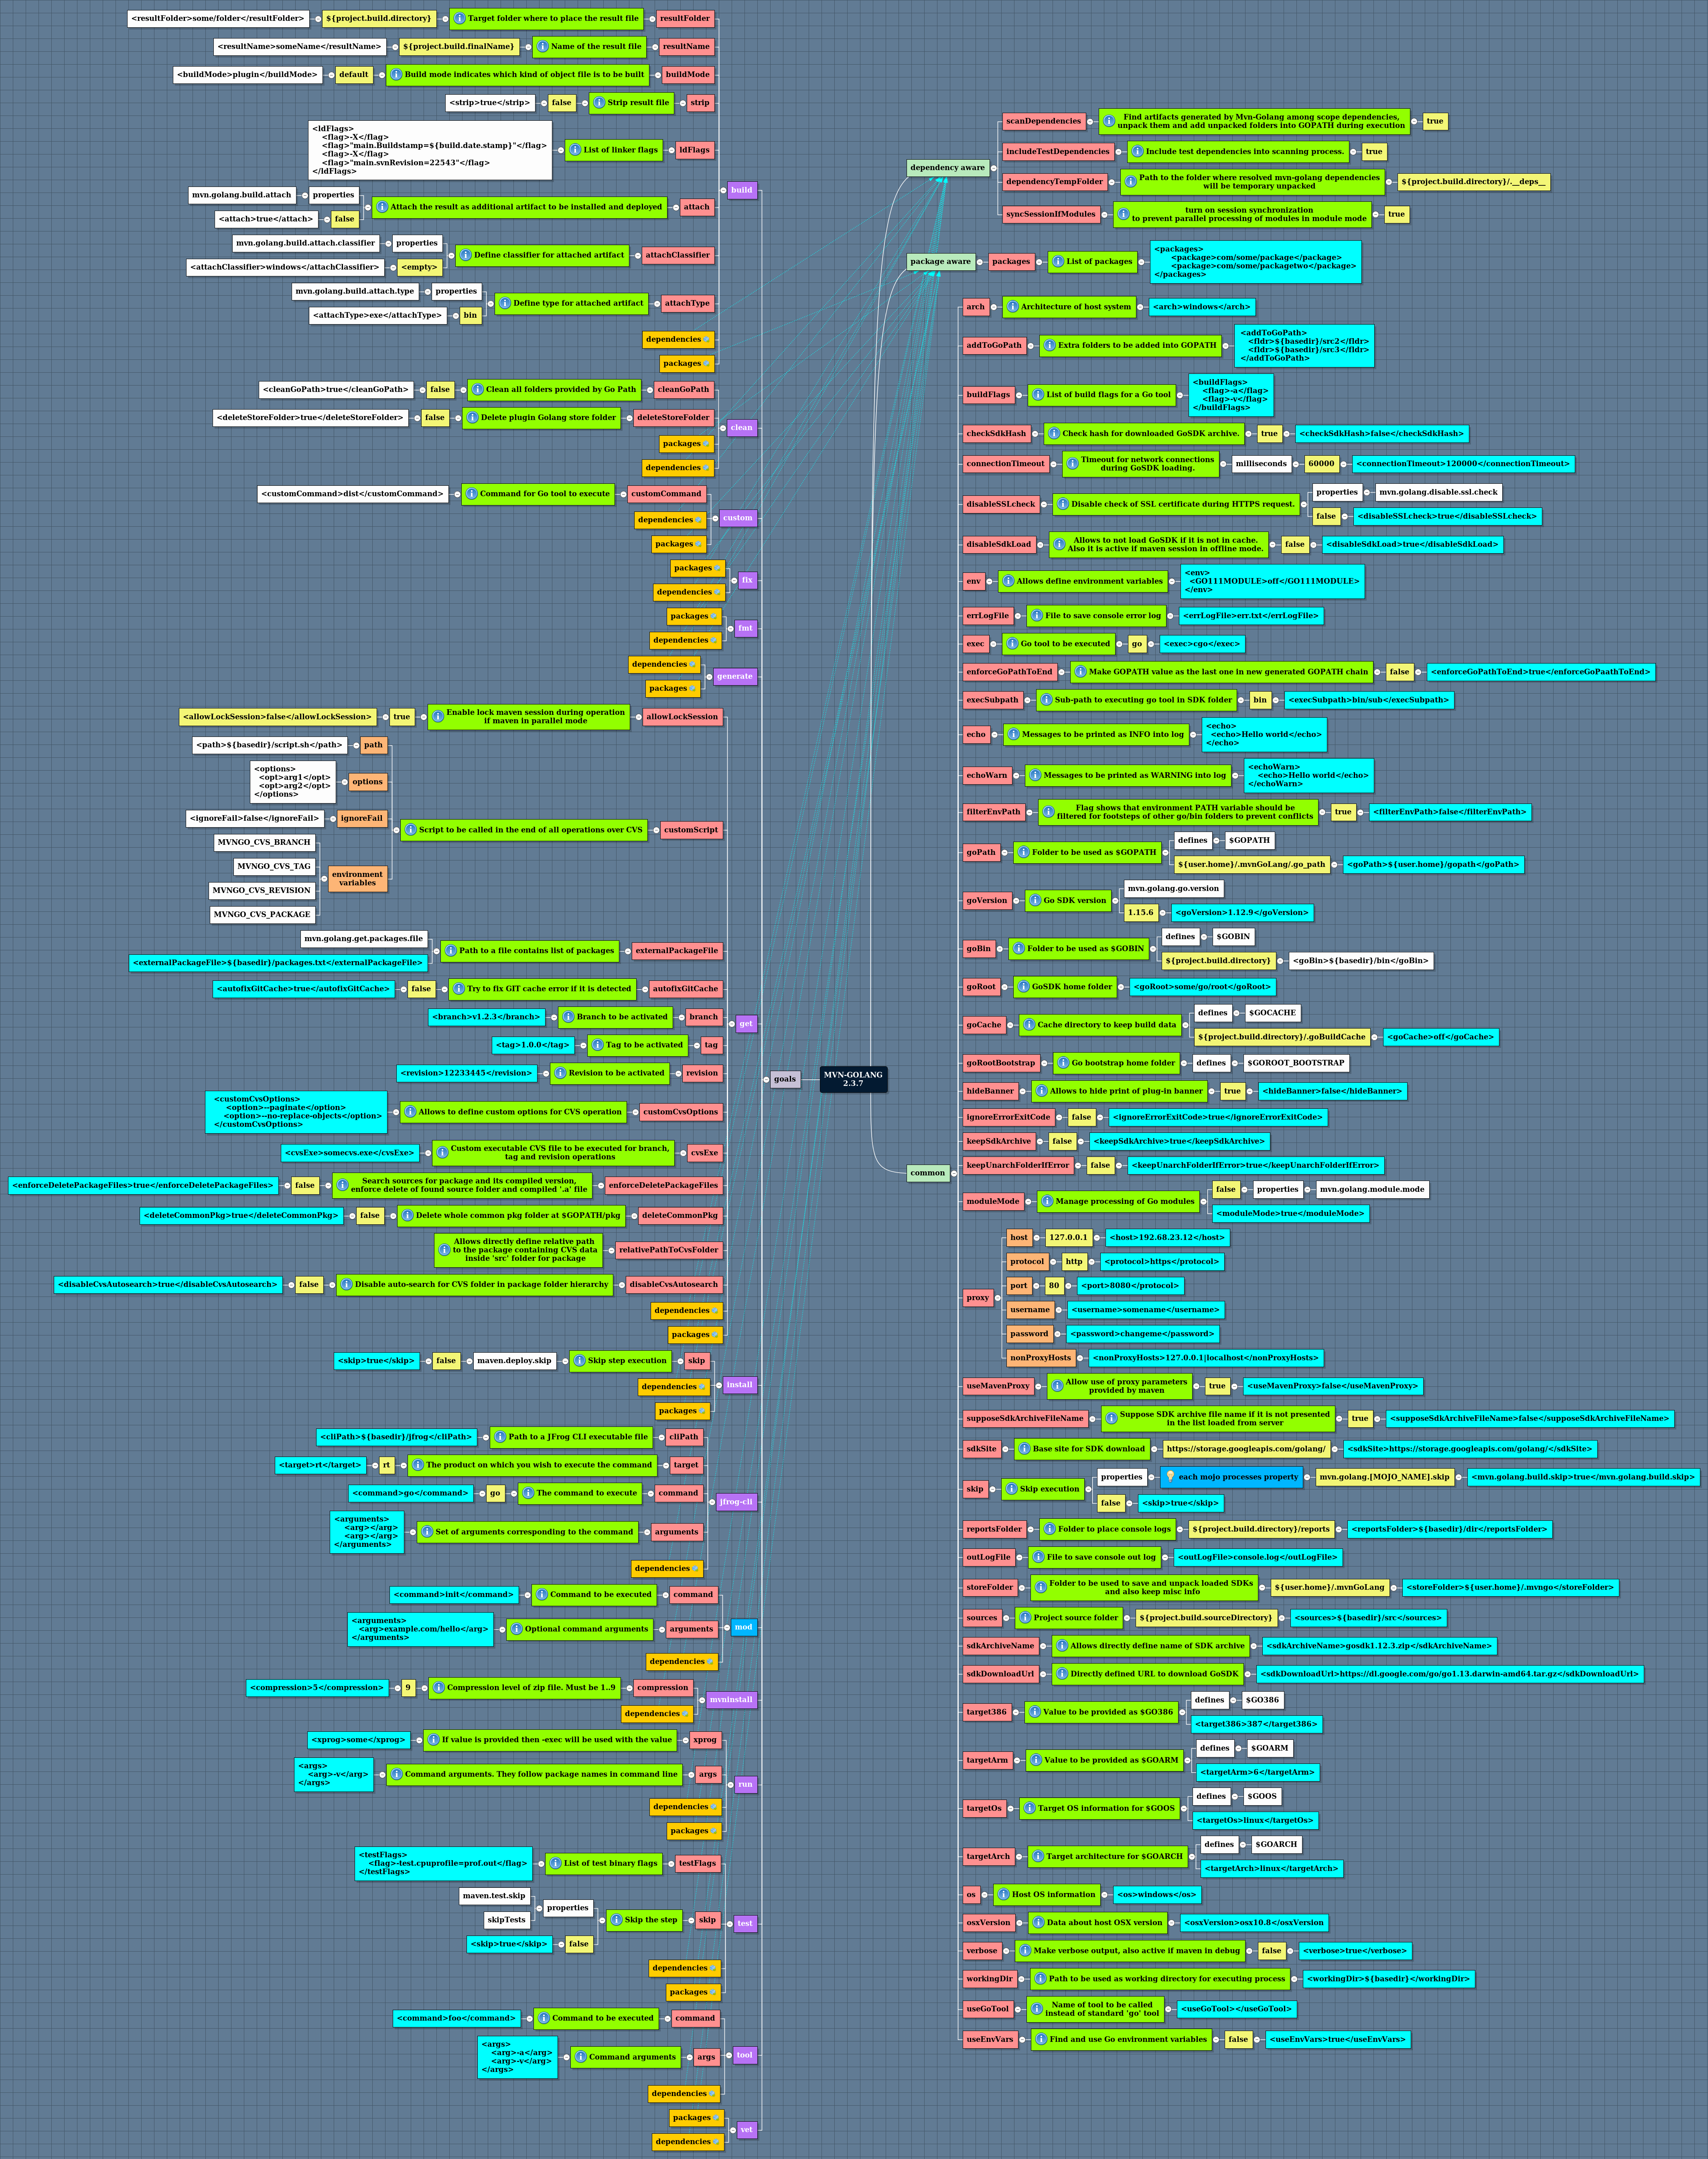 MVN-GOLANG
2.3.7
goals
build
<resultFolder>some/folder</resultFolder>
${project.build.directory}
Target folder where to place the result file
resultFolder
<resultName>someName</resultName>
${project.build.finalName}
Name of the result file
resultName
<buildMode>plugin</buildMode>
default
Build mode indicates which kind of object file is to be built
buildMode
<strip>true</strip>
false
Strip result file
strip
<ldFlags>
<flag>-X</flag>
<flag>"main.Buildstamp=${build.date.stamp}"</flag>
<flag>-X</flag>
<flag>"main.svnRevision=22543"</flag>
</ldFlags>
List of linker flags
ldFlags
mvn.golang.build.attach
properties
<attach>true</attach>
false
Attach the result as additional artifact to be installed and deployed
attach
mvn.golang.build.attach.classifier
properties
<attachClassifier>windows</attachClassifier>
<empty>
Define classifier for attached artifact
attachClassifier
mvn.golang.build.attach.type
properties
<attachType>exe</attachType>
bin
Define type for attached artifact
attachType
dependencies
packages
clean
<cleanGoPath>true</cleanGoPath>
false
Clean all folders provided by Go Path
cleanGoPath
<deleteStoreFolder>true</deleteStoreFolder>
false
Delete plugin Golang store folder
deleteStoreFolder
packages
dependencies
custom
<customCommand>dist</customCommand>
Command for Go tool to execute
customCommand
dependencies
packages
fix
packages
dependencies
fmt
packages
dependencies
generate
dependencies
packages
get
<allowLockSession>false</allowLockSession>
true
Enable lock maven session during operation
if maven in parallel mode
allowLockSession
<path>${basedir}/script.sh</path>
path
<options>
<opt>arg1</opt>
<opt>arg2</opt>
</options>
options
<ignoreFail>false</ignoreFail>
ignoreFail
MVNGO_CVS_BRANCH
MVNGO_CVS_TAG
MVNGO_CVS_REVISION
MVNGO_CVS_PACKAGE
environment
variables
Script to be called in the end of all operations over CVS
customScript
mvn.golang.get.packages.file
<externalPackageFile>${basedir}/packages.txt</externalPackageFile>
Path to a file contains list of packages
externalPackageFile
<autofixGitCache>true</autofixGitCache>
false
Try to fix GIT cache error if it is detected
autofixGitCache
<branch>v1.2.3</branch>
Branch to be activated
branch
<tag>1.0.0</tag>
Tag to be activated
tag
<revision>12233445</revision>
Revision to be activated
revision
<customCvsOptions>
<option>--paginate</option>
<option>--no-replace-objects</option>
</customCvsOptions>
Allows to define custom options for CVS operation
customCvsOptions
<cvsExe>somecvs.exe</cvsExe>
Custom executable CVS file to be executed for branch,
tag and revision operations
cvsExe
<enforceDeletePackageFiles>true</enforceDeletePackageFiles>
false
Search sources for package and its compiled version,
enforce delete of found source folder and compiled '.a' file
enforceDeletePackageFiles
<deleteCommonPkg>true</deleteCommonPkg>
false
Delete whole common pkg folder at $GOPATH/pkg
deleteCommonPkg
Allows directly define relative path
to the package containing CVS data
inside 'src' folder for package
relativePathToCvsFolder
<disableCvsAutosearch>true</disableCvsAutosearch>
false
Disable auto-search for CVS folder in package folder hierarchy
disableCvsAutosearch
dependencies
packages
install
<skip>true</skip>
false
maven.deploy.skip
Skip step execution
skip
dependencies
packages
jfrog-cli
<cliPath>${basedir}/jfrog</cliPath>
Path to a JFrog CLI executable file
cliPath
<target>rt</target>
rt
The product on which you wish to execute the command
target
<command>go</command>
go
The command to execute
command
<arguments>
<arg></arg>
<arg></arg>
</arguments>
Set of arguments corresponding to the command
arguments
dependencies
mod
<command>init</command>
Command to be executed
command
<arguments>
<arg>example.com/hello</arg>
</arguments>
Optional command arguments
arguments
dependencies
mvninstall
<compression>5</compression>
9
Compression level of zip file. Must be 1..9
compression
dependencies
run
<xprog>some</xprog>
If value is provided then -exec will be used with the value
xprog
<args>
<arg>-v</arg>
</args>
Command arguments. They follow package names in command line
args
dependencies
packages
test
<testFlags>
<flag>-test.cpuprofile=prof.out</flag>
</testFlags>
List of test binary flags
testFlags
maven.test.skip
skipTests
properties
<skip>true</skip>
false
Skip the step
skip
dependencies
packages
tool
<command>foo</command>
Command to be executed
command
<args>
<arg>-a</arg>
<arg>-v</arg>
</args>
Command arguments
args
dependencies
vet
packages
dependencies
dependency aware
scanDependencies
Find artifacts generated by Mvn-Golang among scope dependencies,
unpack them and add unpacked folders into GOPATH during execution
true
includeTestDependencies
Include test dependencies into scanning process.
true
dependencyTempFolder
Path to the folder where resolved mvn-golang dependencies
will be temporary unpacked
${project.build.directory}/.__deps__
syncSessionIfModules
turn on session synchronization
to prevent parallel processing of modules in module mode
true
package aware
packages
List of packages
<packages>
<package>com/some/package</package>
<package>com/some/packagetwo</package>
</packages>
common
arch
Architecture of host system
<arch>windows</arch>
addToGoPath
Extra folders to be added into GOPATH
<addToGoPath>
<fldr>${basedir}/src2</fldr>
<fldr>${basedir}/src3</fldr>
</addToGoPath>
buildFlags
List of build flags for a Go tool
<buildFlags>
<flag>-a</flag>
<flag>-v</flag>
</buildFlags>
checkSdkHash
Check hash for downloaded GoSDK archive.
true
<checkSdkHash>false</checkSdkHash>
connectionTimeout
Timeout for network connections
during GoSDK loading.
milliseconds
60000
<connectionTimeout>120000</connectionTimeout>
disableSSLcheck
Disable check of SSL certificate during HTTPS request.
properties
mvn.golang.disable.ssl.check
false
<disableSSLcheck>true</disableSSLcheck>
disableSdkLoad
Allows to not load GoSDK if it is not in cache.
Also it is active if maven session in offline mode.
false
<disableSdkLoad>true</disableSdkLoad>
env
Allows define environment variables
<env>
<GO111MODULE>off</GO111MODULE>
</env>
errLogFile
File to save console error log
<errLogFile>err.txt</errLogFile>
exec
Go tool to be executed
go
<exec>cgo</exec>
enforceGoPathToEnd
Make GOPATH value as the last one in new generated GOPATH chain
false
<enforceGoPathToEnd>true</enforceGoPaathToEnd>
execSubpath
Sub-path to executing go tool in SDK folder
bin
<execSubpath>bin/sub</execSubpath>
echo
Messages to be printed as INFO into log
<echo>
<echo>Hello world</echo>
</echo>
echoWarn
Messages to be printed as WARNING into log
<echoWarn>
<echo>Hello world</echo>
</echoWarn>
filterEnvPath
Flag shows that environment PATH variable should be
filtered for footsteps of other go/bin folders to prevent conflicts
true
<filterEnvPath>false</filterEnvPath>
goPath
Folder to be used as $GOPATH
defines
$GOPATH
${user.home}/.mvnGoLang/.go_path
<goPath>${user.home}/gopath</goPath>
goVersion
Go SDK version
mvn.golang.go.version
1.15.6
<goVersion>1.12.9</goVersion>
goBin
Folder to be used as $GOBIN
defines
$GOBIN
${project.build.directory}
<goBin>${basedir}/bin</goBin>
goRoot
GoSDK home folder
<goRoot>some/go/root</goRoot>
goCache
Cache directory to keep build data
defines
$GOCACHE
${project.build.directory}/.goBuildCache
<goCache>off</goCache>
goRootBootstrap
Go bootstrap home folder
defines
$GOROOT_BOOTSTRAP
hideBanner
Allows to hide print of plug-in banner
true
<hideBanner>false</hideBanner>
ignoreErrorExitCode
false
<ignoreErrorExitCode>true</ignoreErrorExitCode>
keepSdkArchive
false
<keepSdkArchive>true</keepSdkArchive>
keepUnarchFolderIfError
false
<keepUnarchFolderIfError>true</keepUnarchFolderIfError>
moduleMode
Manage processing of Go modules
false
properties
mvn.golang.module.mode
<moduleMode>true</moduleMode>
proxy
host
127.0.0.1
<host>192.68.23.12</host>
protocol
http
<protocol>https</protocol>
port
80
<port>8080</protocol>
username
<username>somename</username>
password
<password>changeme</password>
nonProxyHosts
<nonProxyHosts>127.0.0.1|localhost</nonProxyHosts>
useMavenProxy
Allow use of proxy parameters
provided by maven
true
<useMavenProxy>false</useMavenProxy>
supposeSdkArchiveFileName
Suppose SDK archive file name if it is not presented
in the list loaded from server
true
<supposeSdkArchiveFileName>false</supposeSdkArchiveFileName>
sdkSite
Base site for SDK download
https://storage.googleapis.com/golang/
<sdkSite>https://storage.googleapis.com/golang/</sdkSite>
skip
Skip execution
properties
each mojo processes property
mvn.golang.[MOJO_NAME].skip
<mvn.golang.build.skip>true</mvn.golang.build.skip>
false
<skip>true</skip>
reportsFolder
Folder to place console logs
${project.build.directory}/reports
<reportsFolder>${basedir}/dir</reportsFolder>
outLogFile
File to save console out log
<outLogFile>console.log</outLogFile>
storeFolder
Folder to be used to save and unpack loaded SDKs
and also keep misc info
${user.home}/.mvnGoLang
<storeFolder>${user.home}/.mvngo</storeFolder>
sources
Project source folder
${project.build.sourceDirectory}
<sources>${basedir}/src</sources>
sdkArchiveName
Allows directly define name of SDK archive
<sdkArchiveName>gosdk1.12.3.zip</sdkArchiveName>
sdkDownloadUrl
Directly defined URL to download GoSDK
<sdkDownloadUrl>https://dl.google.com/go/go1.13.darwin-amd64.tar.gz</sdkDownloadUrl>
target386
Value to be provided as $GO386
defines
$GO386
<target386>387</target386>
targetArm
Value to be provided as $GOARM
defines
$GOARM
<targetArm>6</targetArm>
targetOs
Target OS information for $GOOS
defines
$GOOS
<targetOs>linux</targetOs>
targetArch
Target architecture for $GOARCH
defines
$GOARCH
<targetArch>linux</targetArch>
os
Host OS information
<os>windows</os>
osxVersion
Data about host OSX version
<osxVersion>osx10.8</osxVersion
verbose
Make verbose output, also active if maven in debug
false
<verbose>true</verbose>
workingDir
Path to be used as working directory for executing process
<workingDir>${basedir}</workingDir>
useGoTool
Name of tool to be called
instead of standard 'go' tool
<useGoTool></useGoTool>
useEnvVars
Find and use Go environment variables
false
<useEnvVars>true</useEnvVars>